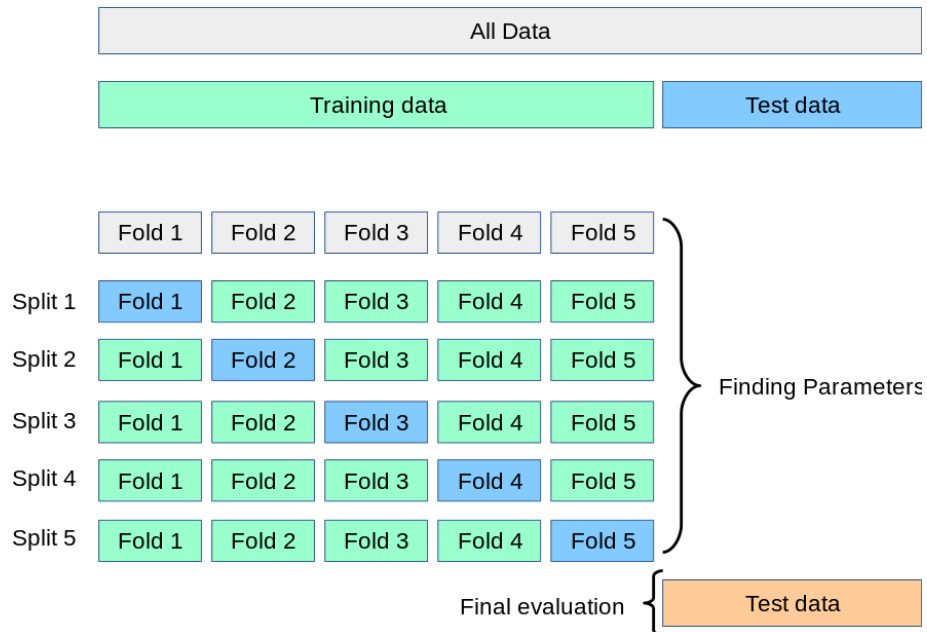 All Data
Training data Test data
Fold 1 Fold 2 Fold 3 Fold 4 Fold 5
Split 1 Fold 1 Fold 2 Fold 3 Fold 4 Fold 5
Split 2 Fold 1 Fold 2 Fold 3 Fold 4 Fold 5
Finding Parameters
Split 3 Fold 1 Fold 2 Fold 3 Fold 4 Fold 5
Split 4 Fold 1 Fold 2 Fold 3 Fold 4 Fold 5
Split 5 Fold 1 Fold 2 Fold 3 Fold 4 Fold 5
Final evaluation Test data